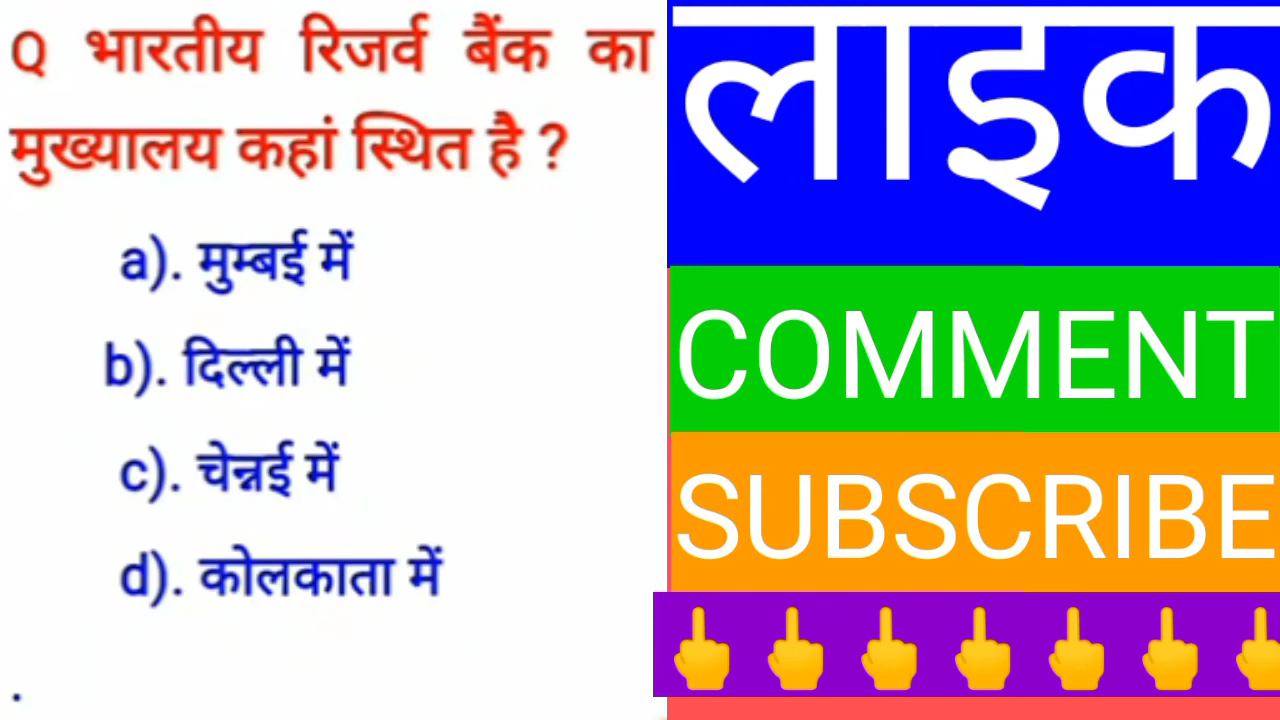 Q भारतीय रिजर्व बैंक का
मुख्यालय कहां स्थित है ?
a). मुम्बई में
b). दिल्ली में
c). चेन्नई में
d). कोलकाता में
.
लाइक
COMMENT
SUBSCRIBE
🖕🖕🖕🖕🖕🖕🖕